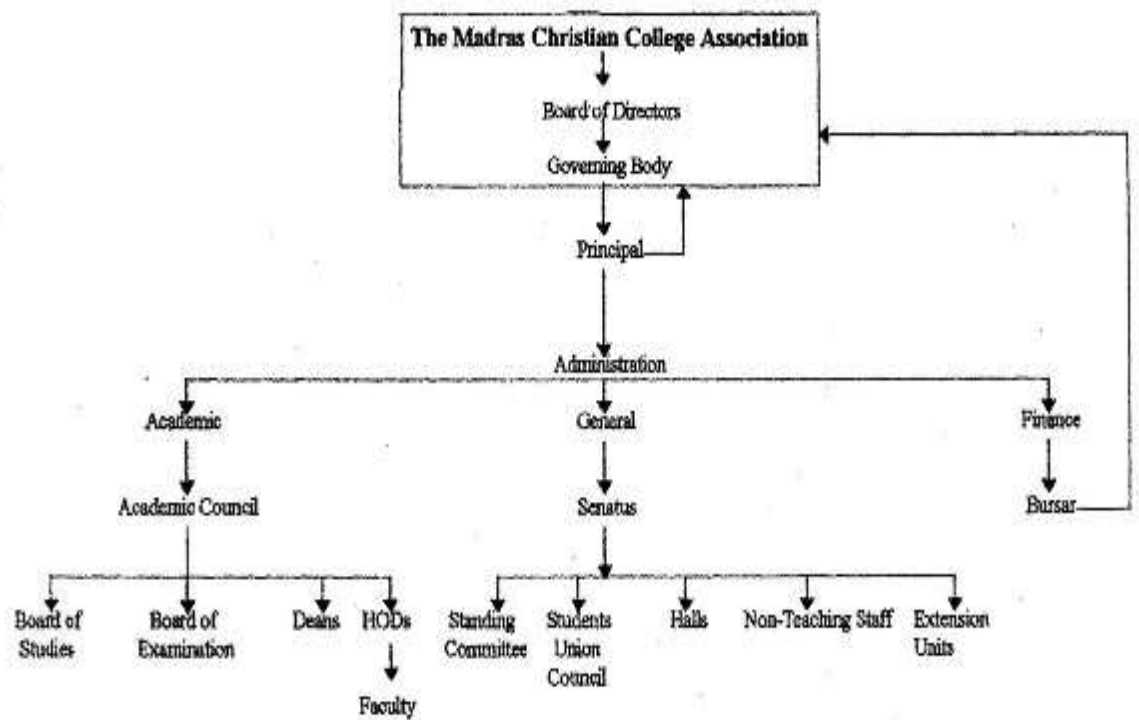 The Madras Christian College Association
Board of Directors
Governing Body
Principal
Administration
Academic
General
Finance
Academic Council
Senatus
Bursar
Board of
Studies
Board of
Examination
Deans
HODs
Standing
Committee
Students
Union
Council
Halls
Non-Teaching Staff
Extension
Units
Faculty